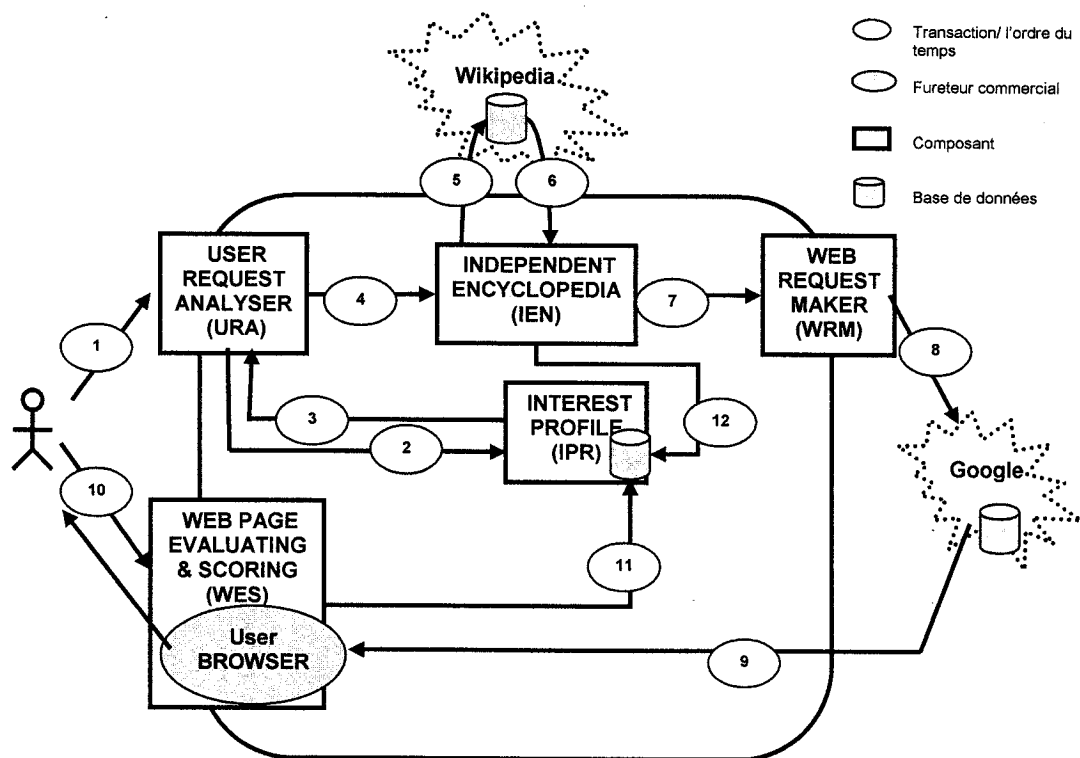 Transaction/ l'ordre du
temps
Fureteur commercial
Composant
Base de données
Wikipedia
5
6
USER
REQUEST
ANALYSER
(URA)
4
INDEPENDENT
ENCYCLOPEDIA
(IEN)
7
WEB
REQUEST
MAKER
(WRM)
1
8
3
2
INTEREST
PROFILE
(IPR)
12
Google
10
WEB PAGE
EVALUATING
& SCORING
(WES)
11
User
BROWSER
9